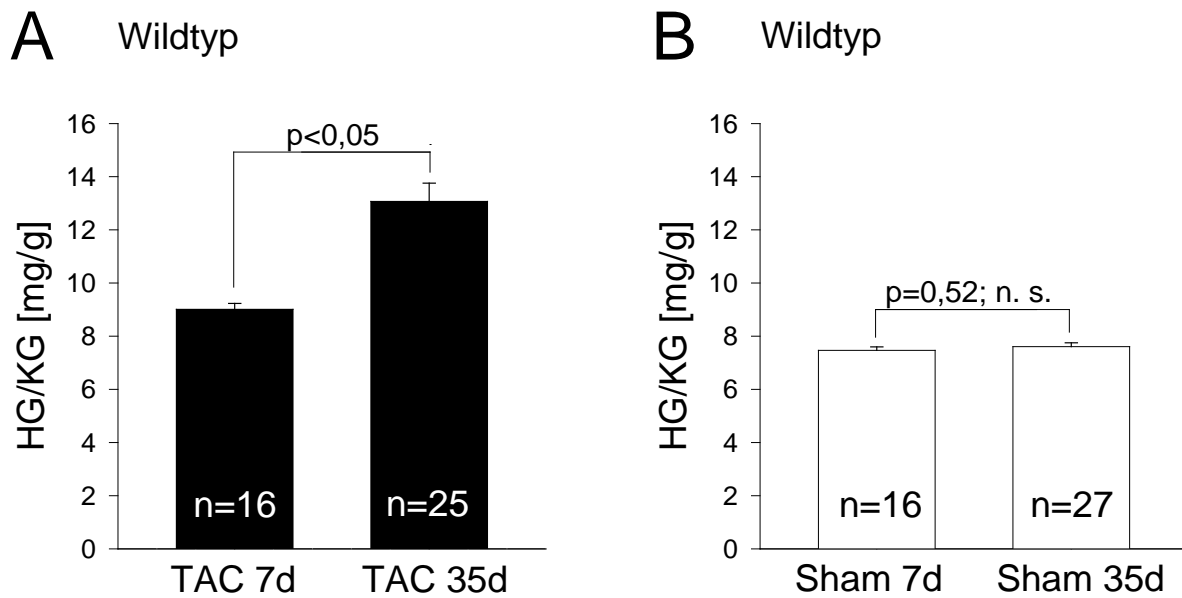 A Wildtyp
16
14
12
10
8
6
4
2
0
HG/KG [mg/g]
p<0,05
n=16
n=25
TAC 7d
TAC 35d
B Wildtyp
16
14
12
10
8
6
4
2
0
HG/KG [mg/g]
p=0,52; n. s.
n=16
n=27
Sham 7d
Sham 35d